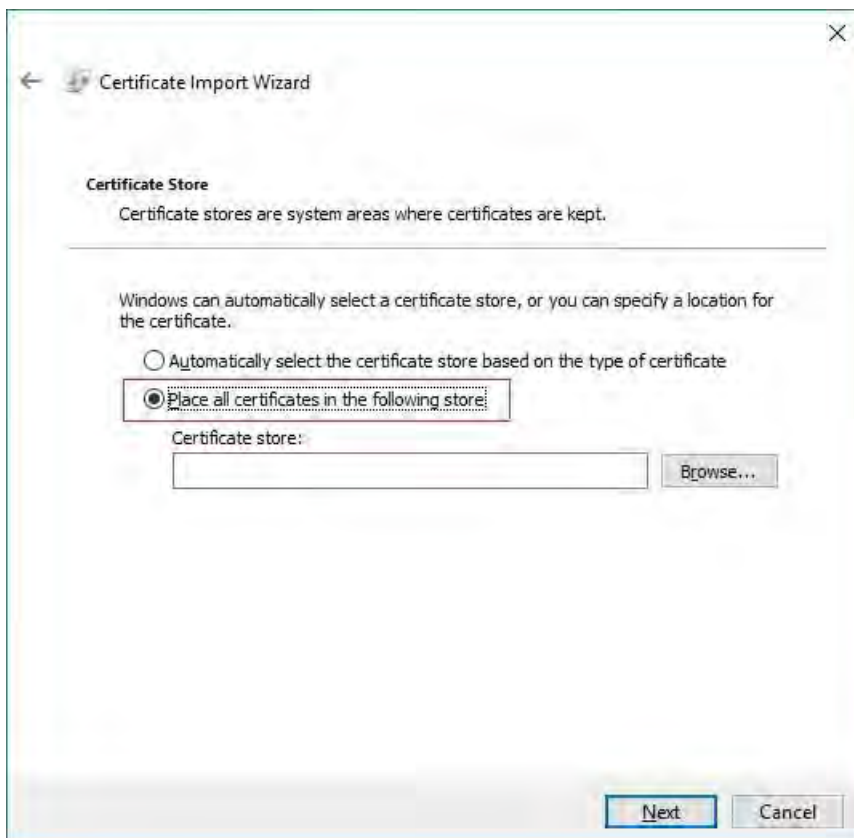 Certificate Import Wizard
Certificate Store
Certificate stores are system areas where certificates are kept.
Windows can automatically select a certificate store, or you can specify a location for
the certificate.
Automatically select the certificate store based on the type of certificate
Place all certificates in the following store
Certificate store:
Browse...
Next
Cancel